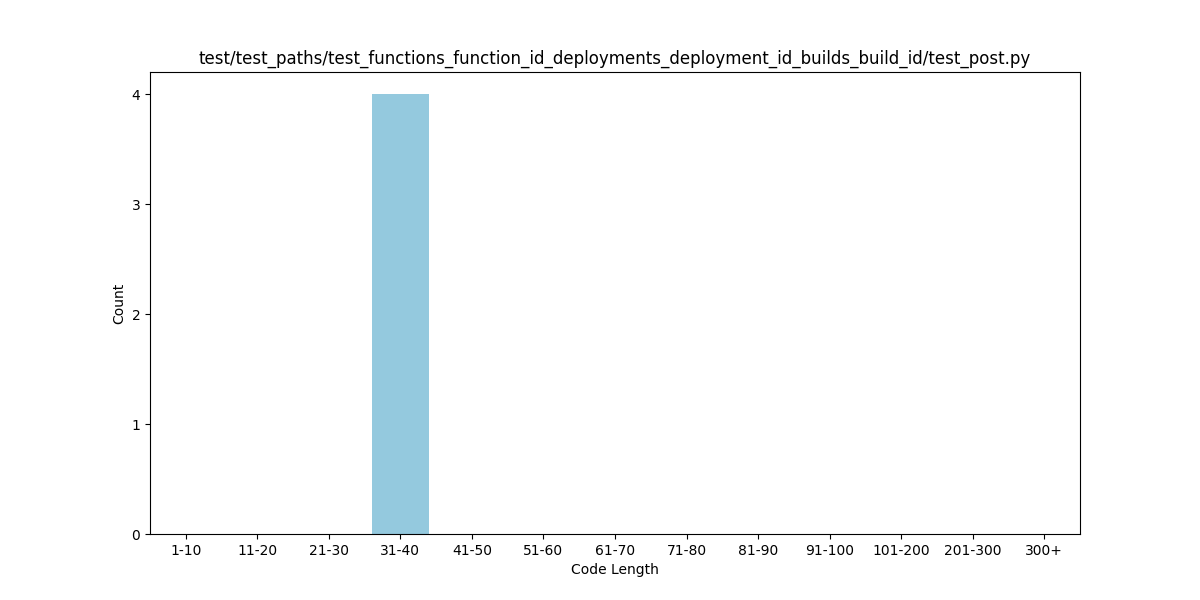 test/test_paths/test_functions_function_id_deployments_deployment_id_builds_build_id/test_post.py
4
3
2
1
0
Count
1-10 11-20 21-30 31-40 41-50 51-60 61-70 71-80 81-90 91-100 101-200 201-300 300+
Code Length